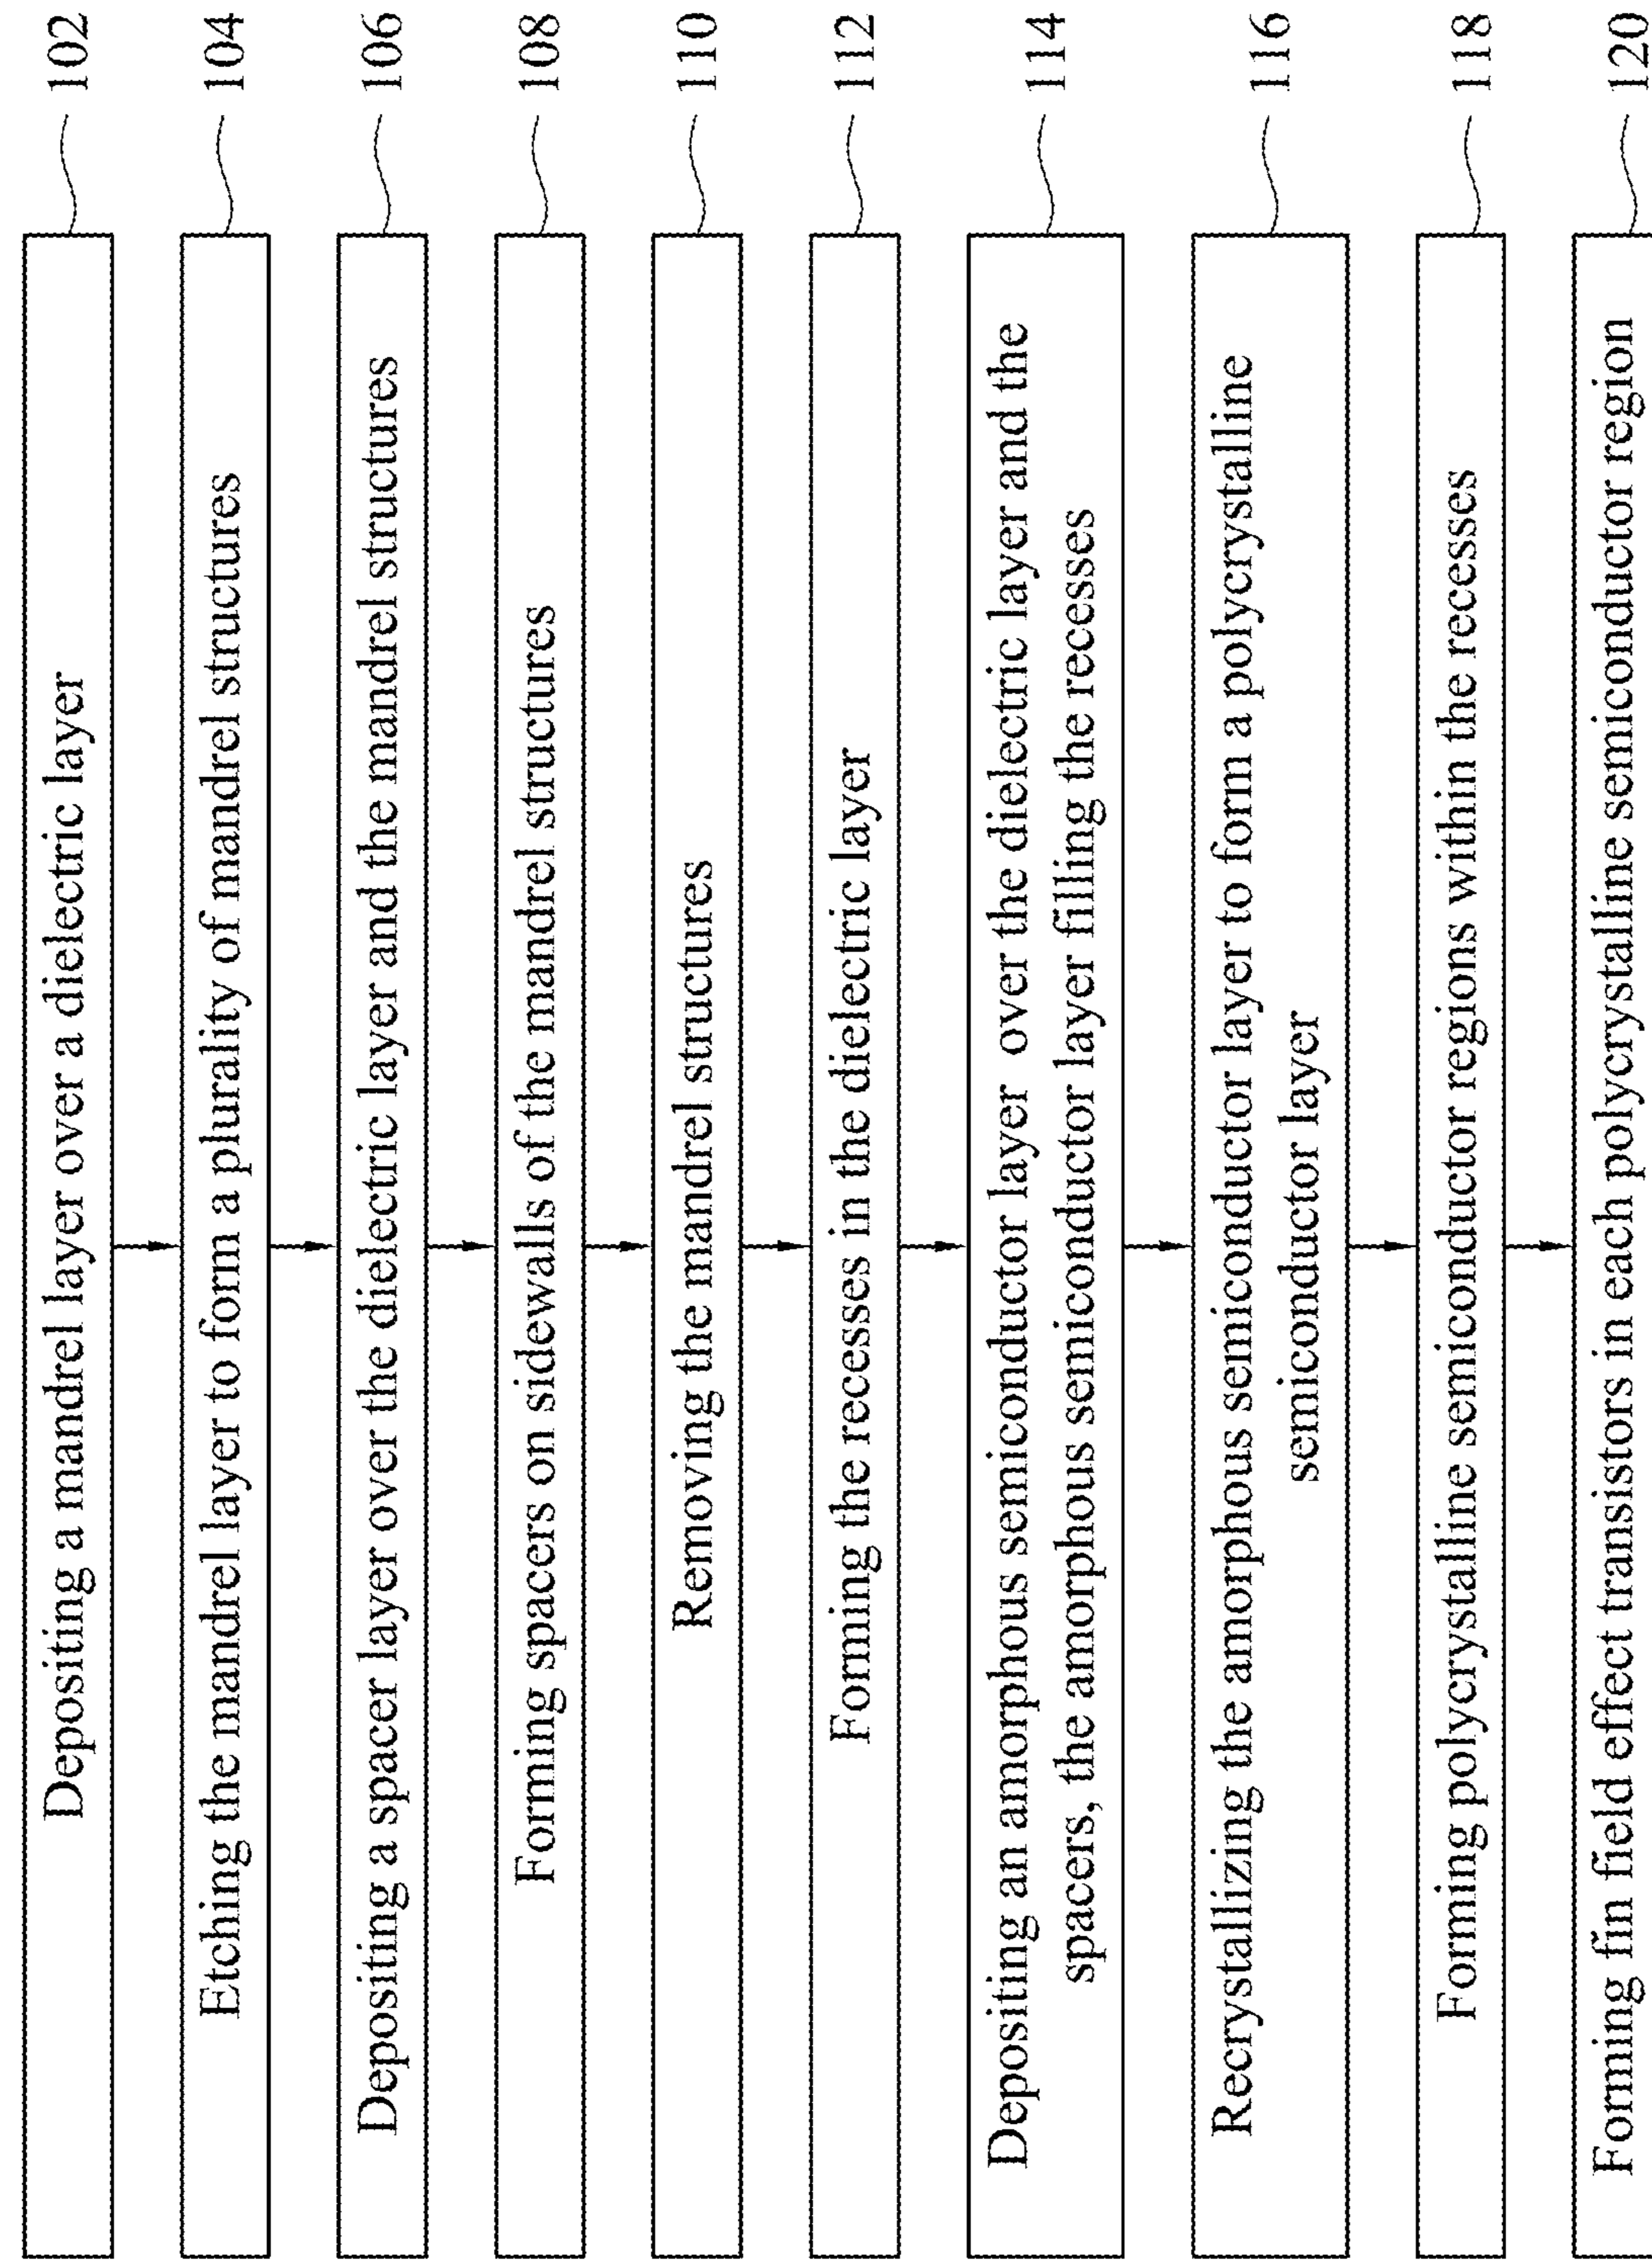 Depositing a mandrel layer over a dielectric layer 102
Etching the mandrel layer to form a plurality of mandrel structures 104
Depositing a spacer layer over the dielectric layer and the mandrel structures 106
Forming spacers on sidewalls of the mandrel structures 108
Removing the mandrel structures 110
Forming the recesses in the dielectric layer 112
Depositing an amorphous semiconductor layer over the dielectric layer and the 114
spacers, the amorphous semiconductor layer filling the recesses
Recrystallizing the amorphous semiconductor layer to form a polycrystalline 116
semiconductor layer
Forming polycrystalline semiconductor regions within the recesses 118
Forming fin field effect transistors in each polycrystalline semiconductor region 120